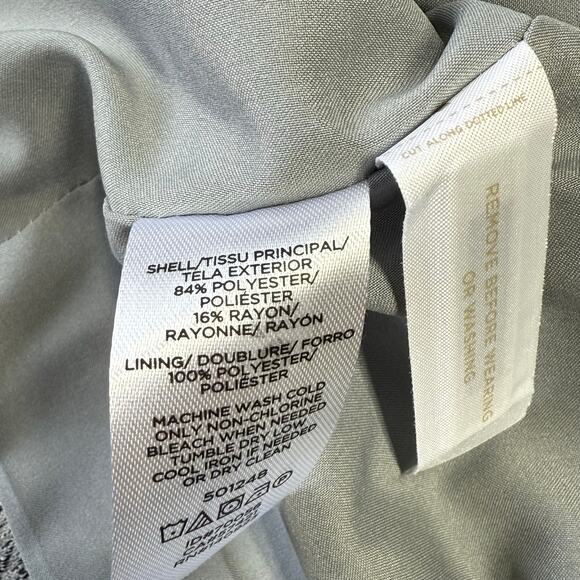 SHELL/TISSU PRINCIPAL/
TELA EXTERIOR
84% POLYESTER/
POLIÉSTER
16% RAYON/
RAYONNE/ RAYÓN
LINING/ DOUBLURE/ FORRO
100% POLYESTER/
POLIÉSTER
MACHINE WASH COLD
ONLY NON-CHLORINE
BLEACH WHEN NEEDED
TUMBLE DRY LOW
COOL IRON IF NEEDED
OR DRY CLEAN
501248
CUT ALONG DOTTED LINE
REMOVE BEFORE WEARING
OR WASHING